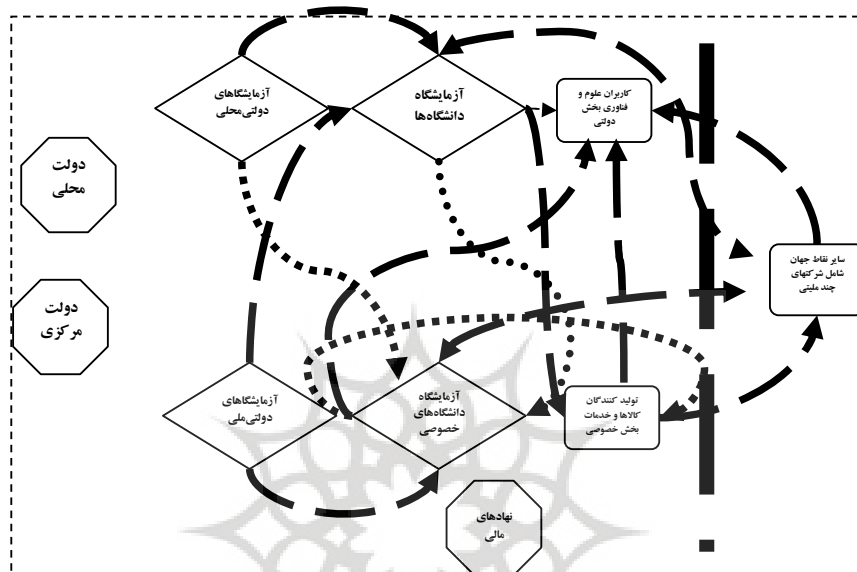 آزمایشگاهای
دولتی‌محلی
آزمایشگاه
دانشگاه‌ها
کاربران علوم و
فناوری بخش
دولتی
دولت
محلی
سایر نقاط جهان
شامل شرکتهای
چند ملیتی
دولت
مرکزی
آزمایشگاهای
دولتی‌ملی
آزمایشگاه
دانشگاه‌های
خصوصی
تولید کنندگان
کالاها و خدمات
بخش خصوصی
نهادهای
مالی